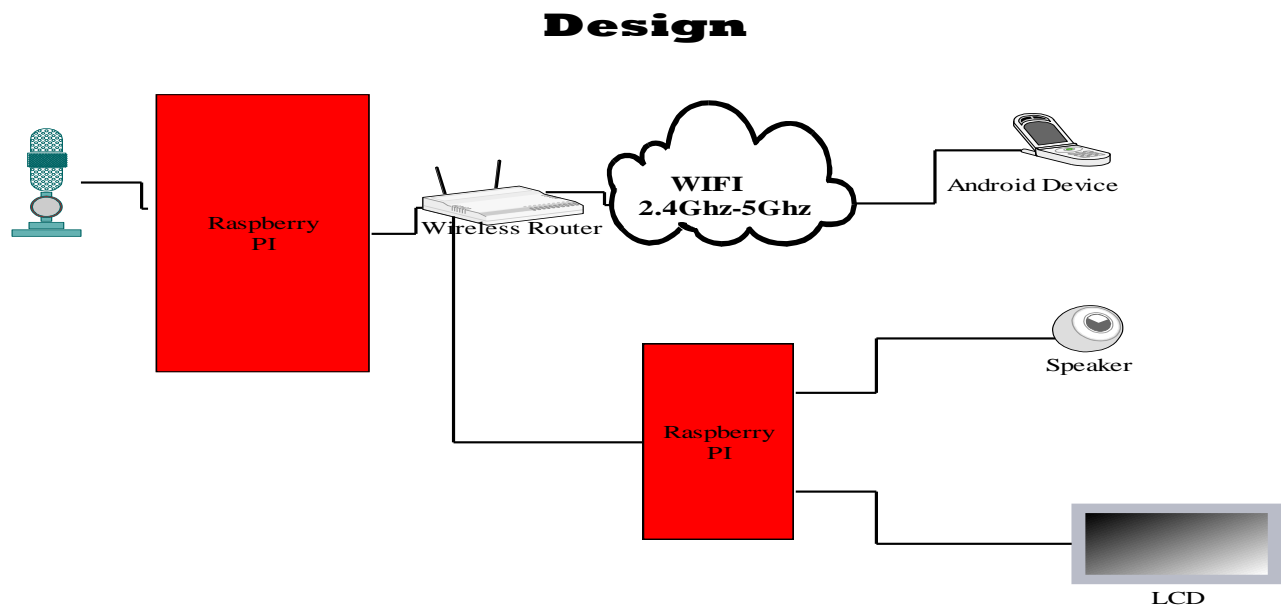 Design
Raspberry
PI
Wireless Router
WIFI
2.4Ghz-5Ghz
Android Device
Speaker
Raspberry
PI
LCD